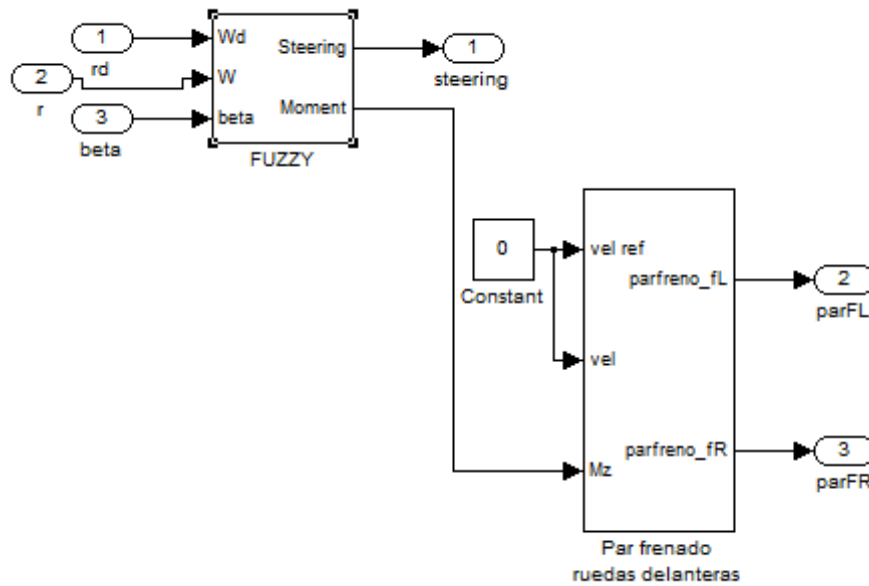 1
rd
2
r
3
beta
Wd
W
beta
Steering
Moment
FUZZY
1
steering
0
Constant
vel ref
vel
Mz
parfreno_fL
parfreno_fR
Par frenado
ruedas delanteras
2
parFL
3
parFR